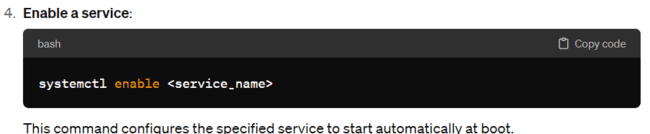 4. Enable a service:
bash Copy code
systemctl enable <service_name>
This command configures the specified service to start automatically at boot.